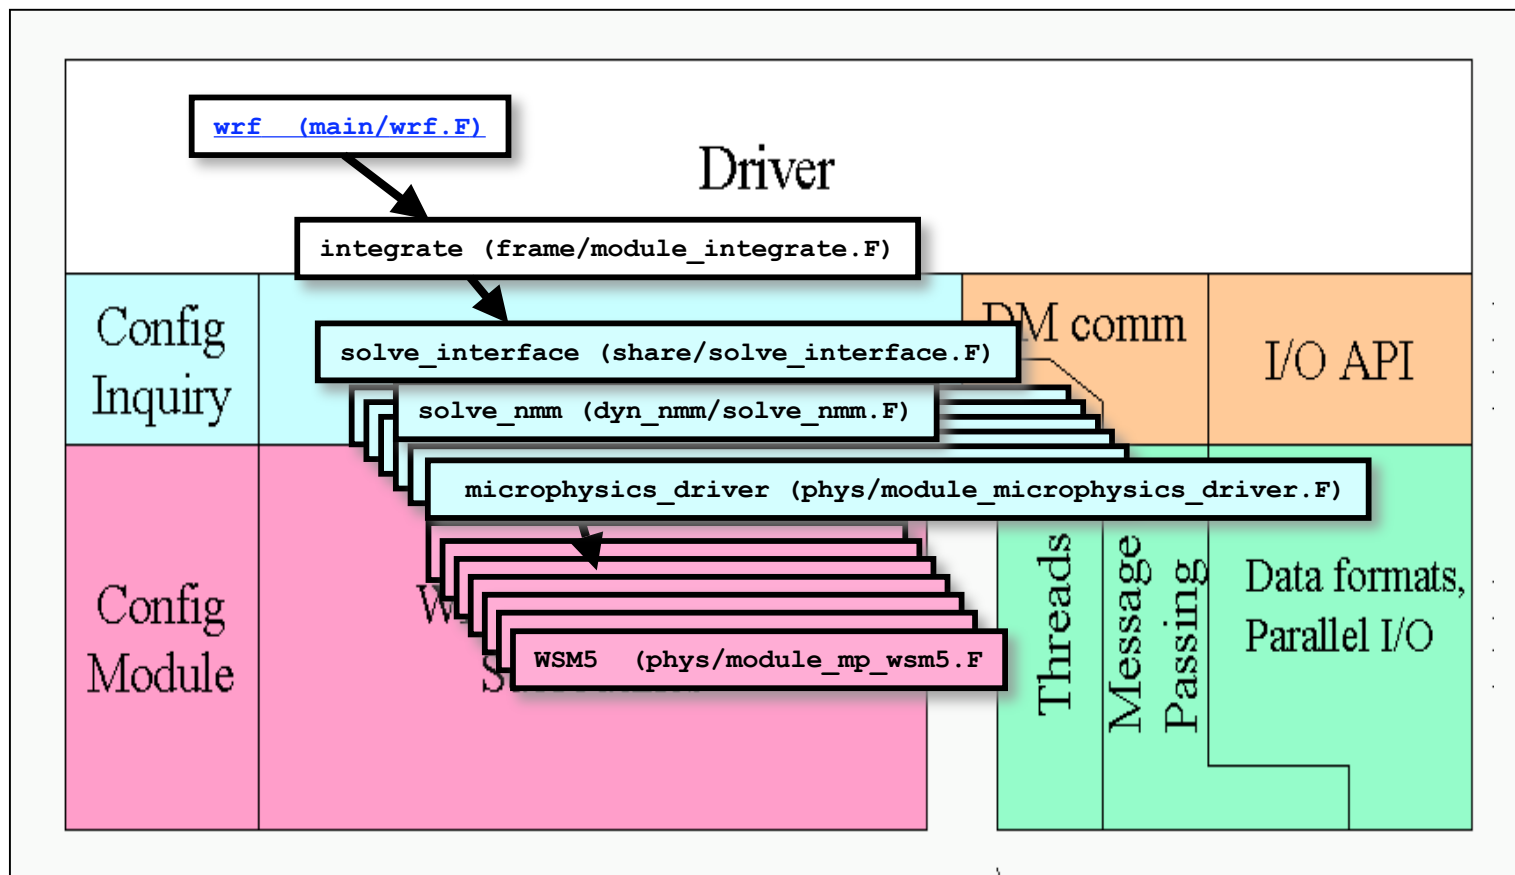 wrf (main/wrf.F)
Driver
integrate (frame/module_integrate.F)
Config
Inquiry
DM comm
I/O API
solve_interface (share/solve_interface.F)
solve_nmm (dyn_nmm/solve_nmm.F)
microphysics_driver (phys/module_microphysics_driver.F)
Config
Module
WSM5 (phys/module_mp_wsm5.F
Threads
Message
Passing
Data formats,
Parallel I/O